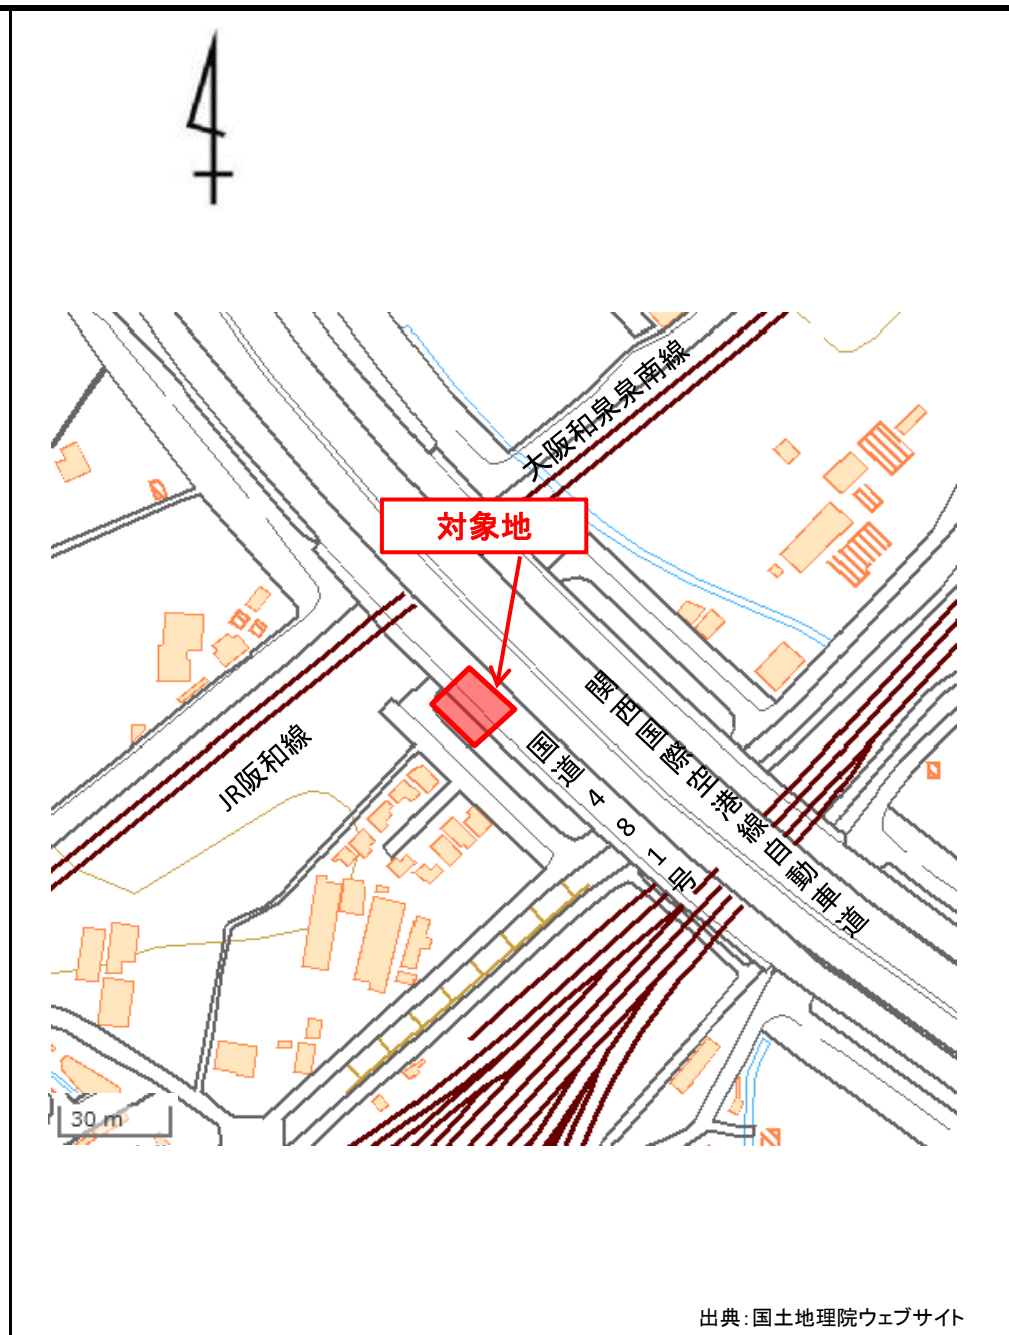 大阪和泉泉南線
対象地
関西国際空港線自動車道
国道481号
JR阪和線
30 m
出典:国土地理院ウェブサイト